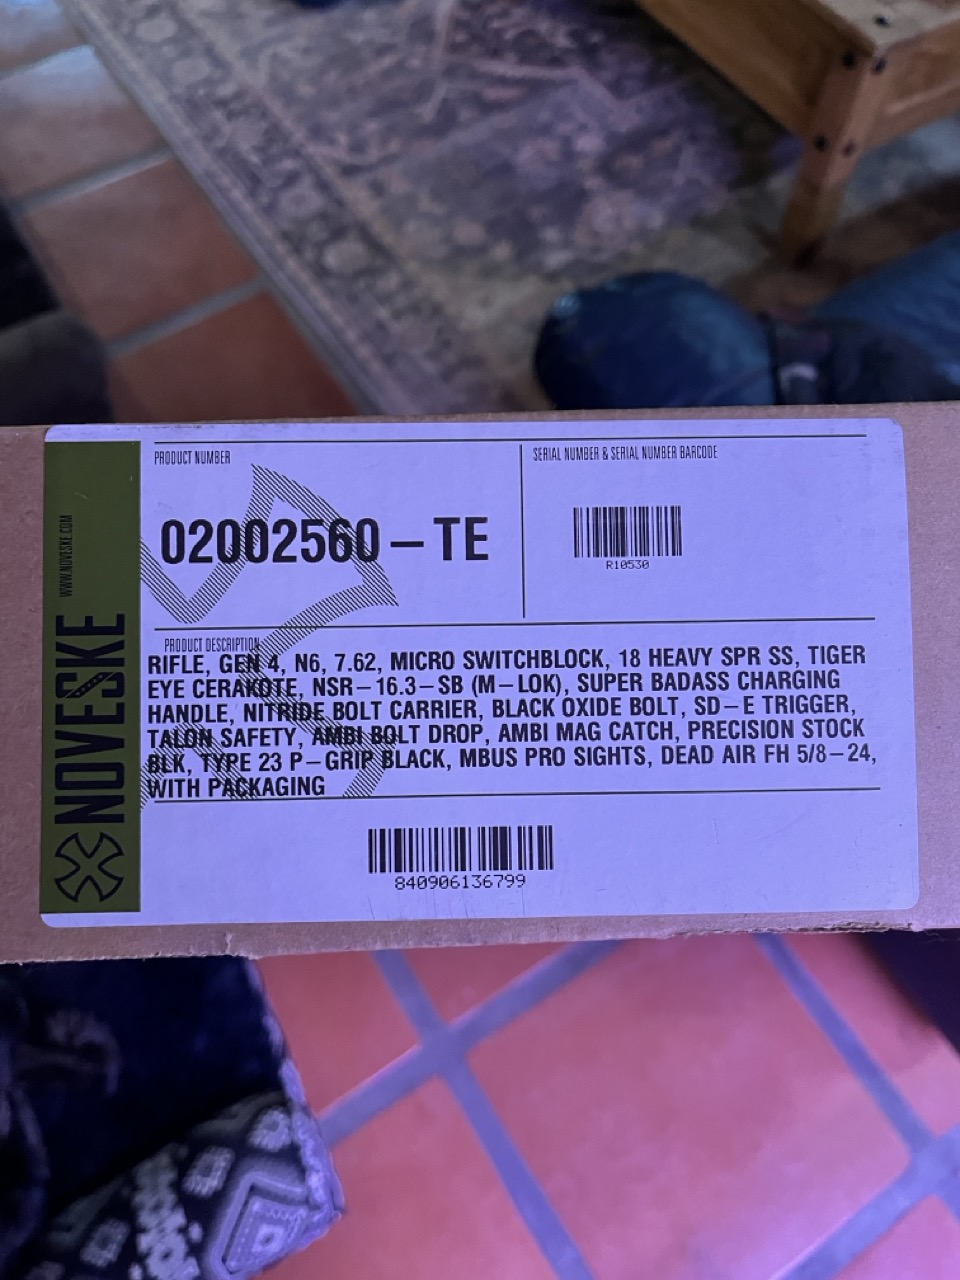 PRODUCT NUMBER
02002560-TE
SERIAL NUMBER & SERIAL NUMBER BARCODE
R10530
PRODUCT DESCRIPTION
RIFLE, GEN 4, N6, 7.62, MICRO SWITCHBLOCK, 18 HEAVY SPR SS, TIGER
EYE CERAKOTE, NSR-16.3-SB (M-LOK), SUPER BADASS CHARGING
HANDLE, NITRIDE BOLT CARRIER, BLACK OXIDE BOLT, SD-E TRIGGER,
TALON SAFETY, AMBI BOLT DROP, AMBI MAG CATCH, PRECISION STOCK
BLK, TYPE 23 P-GRIP BLACK, MBUS PRO SIGHTS, DEAD AIR FH 5/8-24,
WITH PACKAGING
840906136799
NOVESKE
WWW.NOVESKE.COM